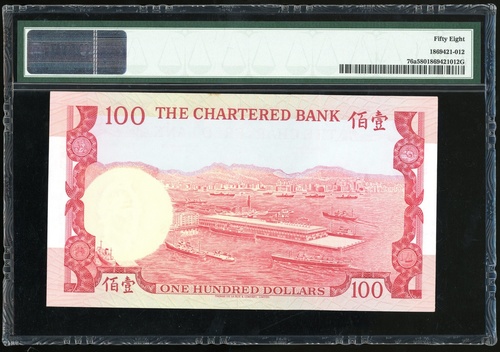 Fifty Eight
1869421-012
76a5801869421012G
100 THE CHARTERED BANK 佰壹
佰壹 ONE HUNDRED DOLLARS 100